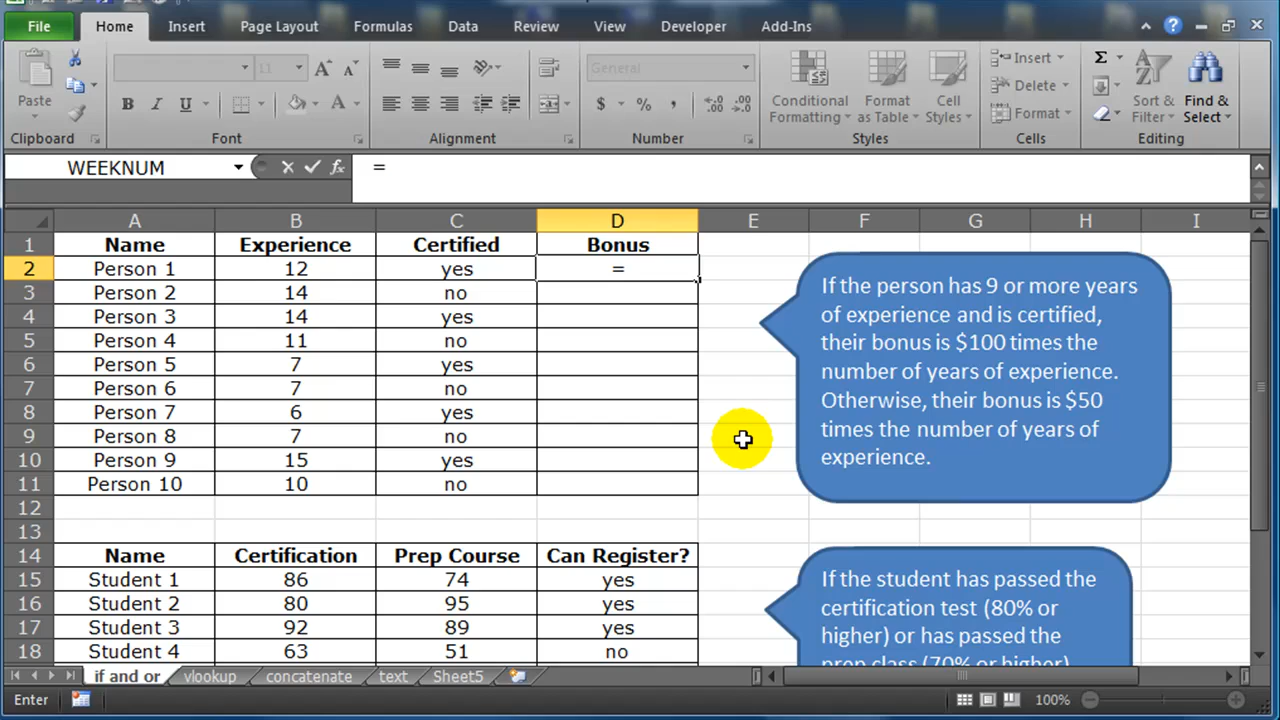 File Home Insert Page Layout Formulas Data Review View Developer Add-Ins
Paste
11
General
Conditional Formatting
Format as Table
Cell Styles
Insert
Delete
Format
Sort & Filter
Find & Select
Clipboard Font Alignment Number Styles Cells Editing
WEEKNUM =
A B C D E F G H I
1 Name Experience Certified Bonus
2 Person 1 12 yes =
3 Person 2 14 no
4 Person 3 14 yes
5 Person 4 11 no
6 Person 5 7 yes
7 Person 6 7 no
8 Person 7 6 yes
9 Person 8 7 no
10 Person 9 15 yes
11 Person 10 10 no
12
13
If the person has 9 or more years
of experience and is certified,
their bonus is $100 times the
number of years of experience.
Otherwise, their bonus is $50
times the number of years of
experience.
14 Name Certification Prep Course Can Register?
15 Student 1 86 74 yes
16 Student 2 80 95 yes
17 Student 3 92 89 yes
18 Student 4 63 51 no
If the student has passed the
certification test (80% or
higher) or has passed the
prep class (70% or higher)
if and or vlookup concatenate text Sheet5
Enter 100%